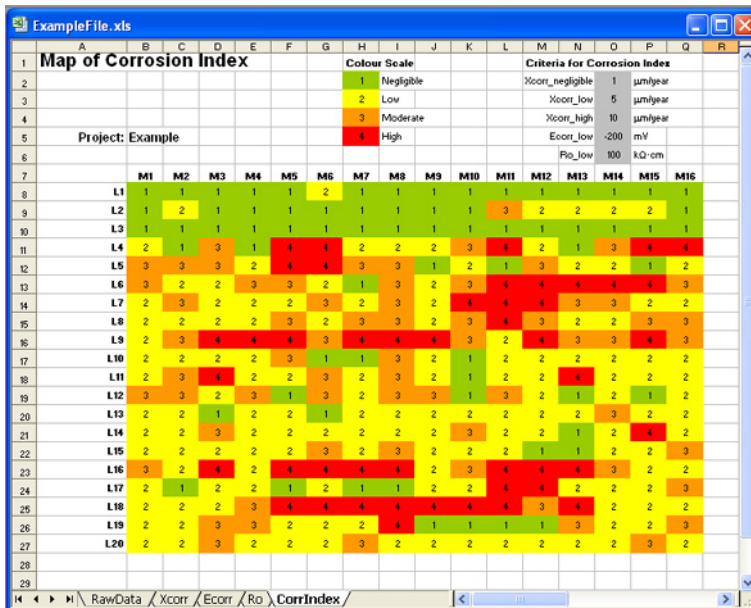 ExampleFile.xls
A B C D E F G H I J K L M N O P Q R
1 Map of Corrosion Index Colour Scale Criteria for Corrosion Index
2 1 Negligible Xcorr_negligible 1 µm/year
3 2 Low Xcorr_low 5 µm/year
4 3 Moderate Xcorr_high 10 µm/year
5 Project: Example 4 High Ecorr_low -200 mV
6 Ro_low 100 kΩ·cm
7 M1 M2 M3 M4 M5 M6 M7 M8 M9 M10 M11 M12 M13 M14 M15 M16
8 L1 1 1 1 1 1 2 1 1 1 1 1 1 1 1 1 1
9 L2 1 2 1 1 1 1 1 1 1 1 3 2 2 2 2 1
10 L3 1 1 1 1 1 1 1 1 1 1 1 1 1 1 1 1
11 L4 2 1 3 1 4 4 2 2 2 3 4 2 1 3 4 4
12 L5 3 3 3 2 4 4 3 3 1 2 1 3 2 2 1 2
13 L6 3 2 2 3 3 2 1 3 2 3 4 4 4 4 4 3
14 L7 2 3 2 2 2 3 2 3 2 4 4 4 3 3 2 2
15 L8 2 2 2 2 3 2 3 3 2 3 4 3 2 2 3 3
16 L9 2 3 4 4 4 3 4 4 4 3 2 4 3 3 4 3
17 L10 2 2 2 2 3 1 1 3 2 1 2 2 2 2 2 2
18 L11 2 3 4 2 2 3 2 3 2 1 2 2 4 2 2 2
19 L12 3 3 2 3 1 3 2 3 3 1 3 2 1 2 1 2
20 L13 2 2 1 2 2 1 2 2 2 2 2 2 2 3 2 2
21 L14 2 2 3 2 2 2 2 2 2 3 2 2 1 2 4 2
22 L15 2 2 2 2 2 3 2 3 2 2 2 1 1 2 2 3
23 L16 3 2 4 2 4 4 4 4 2 3 4 4 4 3 2 2
24 L17 2 1 2 2 1 2 1 1 2 2 4 4 2 2 2 3
25 L18 2 2 2 3 4 4 4 4 4 4 4 3 4 2 2 2
26 L19 2 2 3 3 2 2 2 4 1 1 1 1 3 2 2 3
27 L20 2 2 3 2 2 2 3 2 2 2 2 2 2 2 3 2
28
29
RawData Xcorr Ecorr Ro CorrIndex